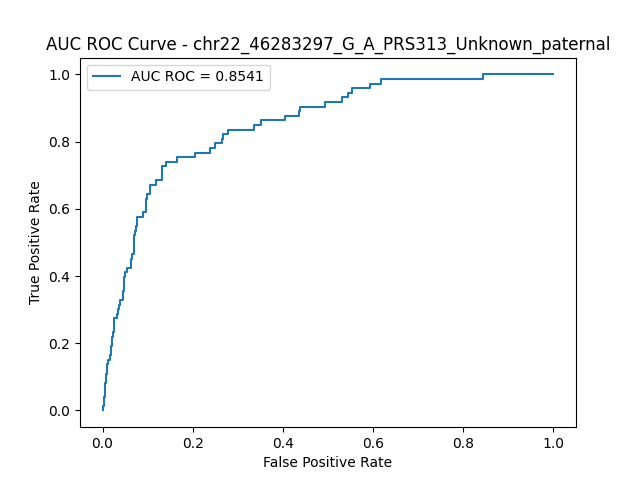 AUC ROC Curve - chr22_46283297_G_A_PRS313_Unknown_paternal
AUC ROC = 0.8541
True Positive Rate
1.0
0.8
0.6
0.4
0.2
0.0
0.0 0.2 0.4 0.6 0.8 1.0
False Positive Rate